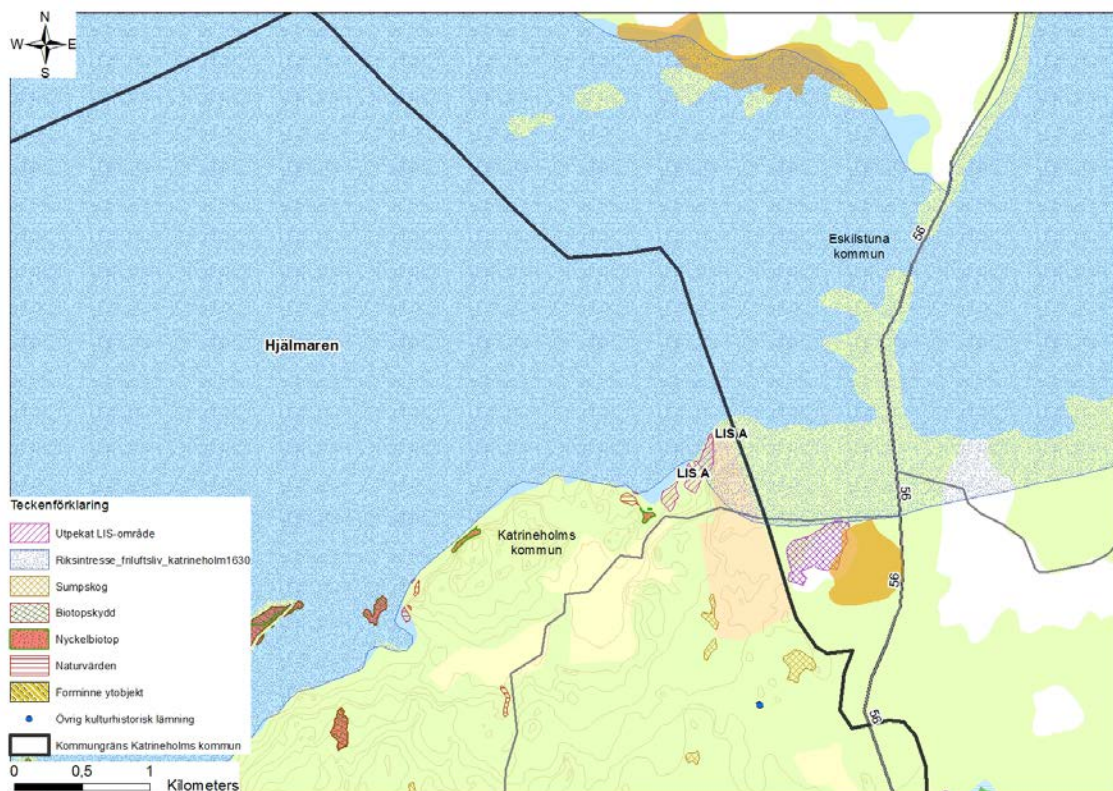 N
W E
S
Eskilstuna
kommun
56
Hjälmaren
LIS A
LIS A
56
Katrineholms
kommun
56
56
Teckenförklaring
Utpekat LIS-område
Riksintresse_friluftsliv_katrineholm1630
Sumpskog
Biotopskydd
Nyckelbiotop
Naturvärden
Forminne ytobjekt
Övrig kulturhistorisk lämning
Kommungräns Katrineholms kommun
0 0,5 1
Kilometers